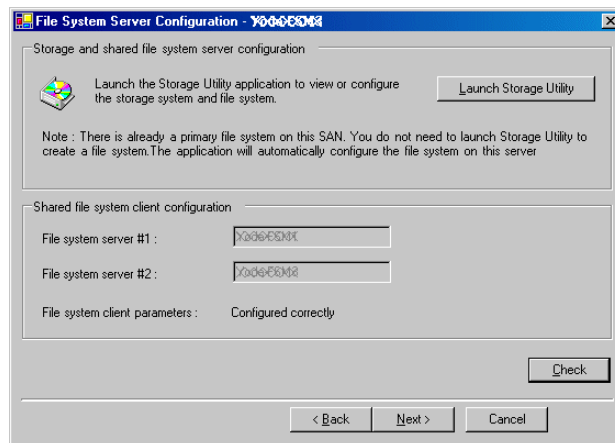 File System Server Configuration -
Storage and shared file system server configuration
Launch the Storage Utility application to view or configure
the storage system and file system.
Launch Storage Utility
Note : There is already a primary file system on this SAN. You do not need to launch Storage Utility to
create a file system.The application will automatically configure the file system on this server
Shared file system client configuration
File system server #1 :
File system server #2 :
File system client parameters : Configured correctly
Check
< Back Next > Cancel